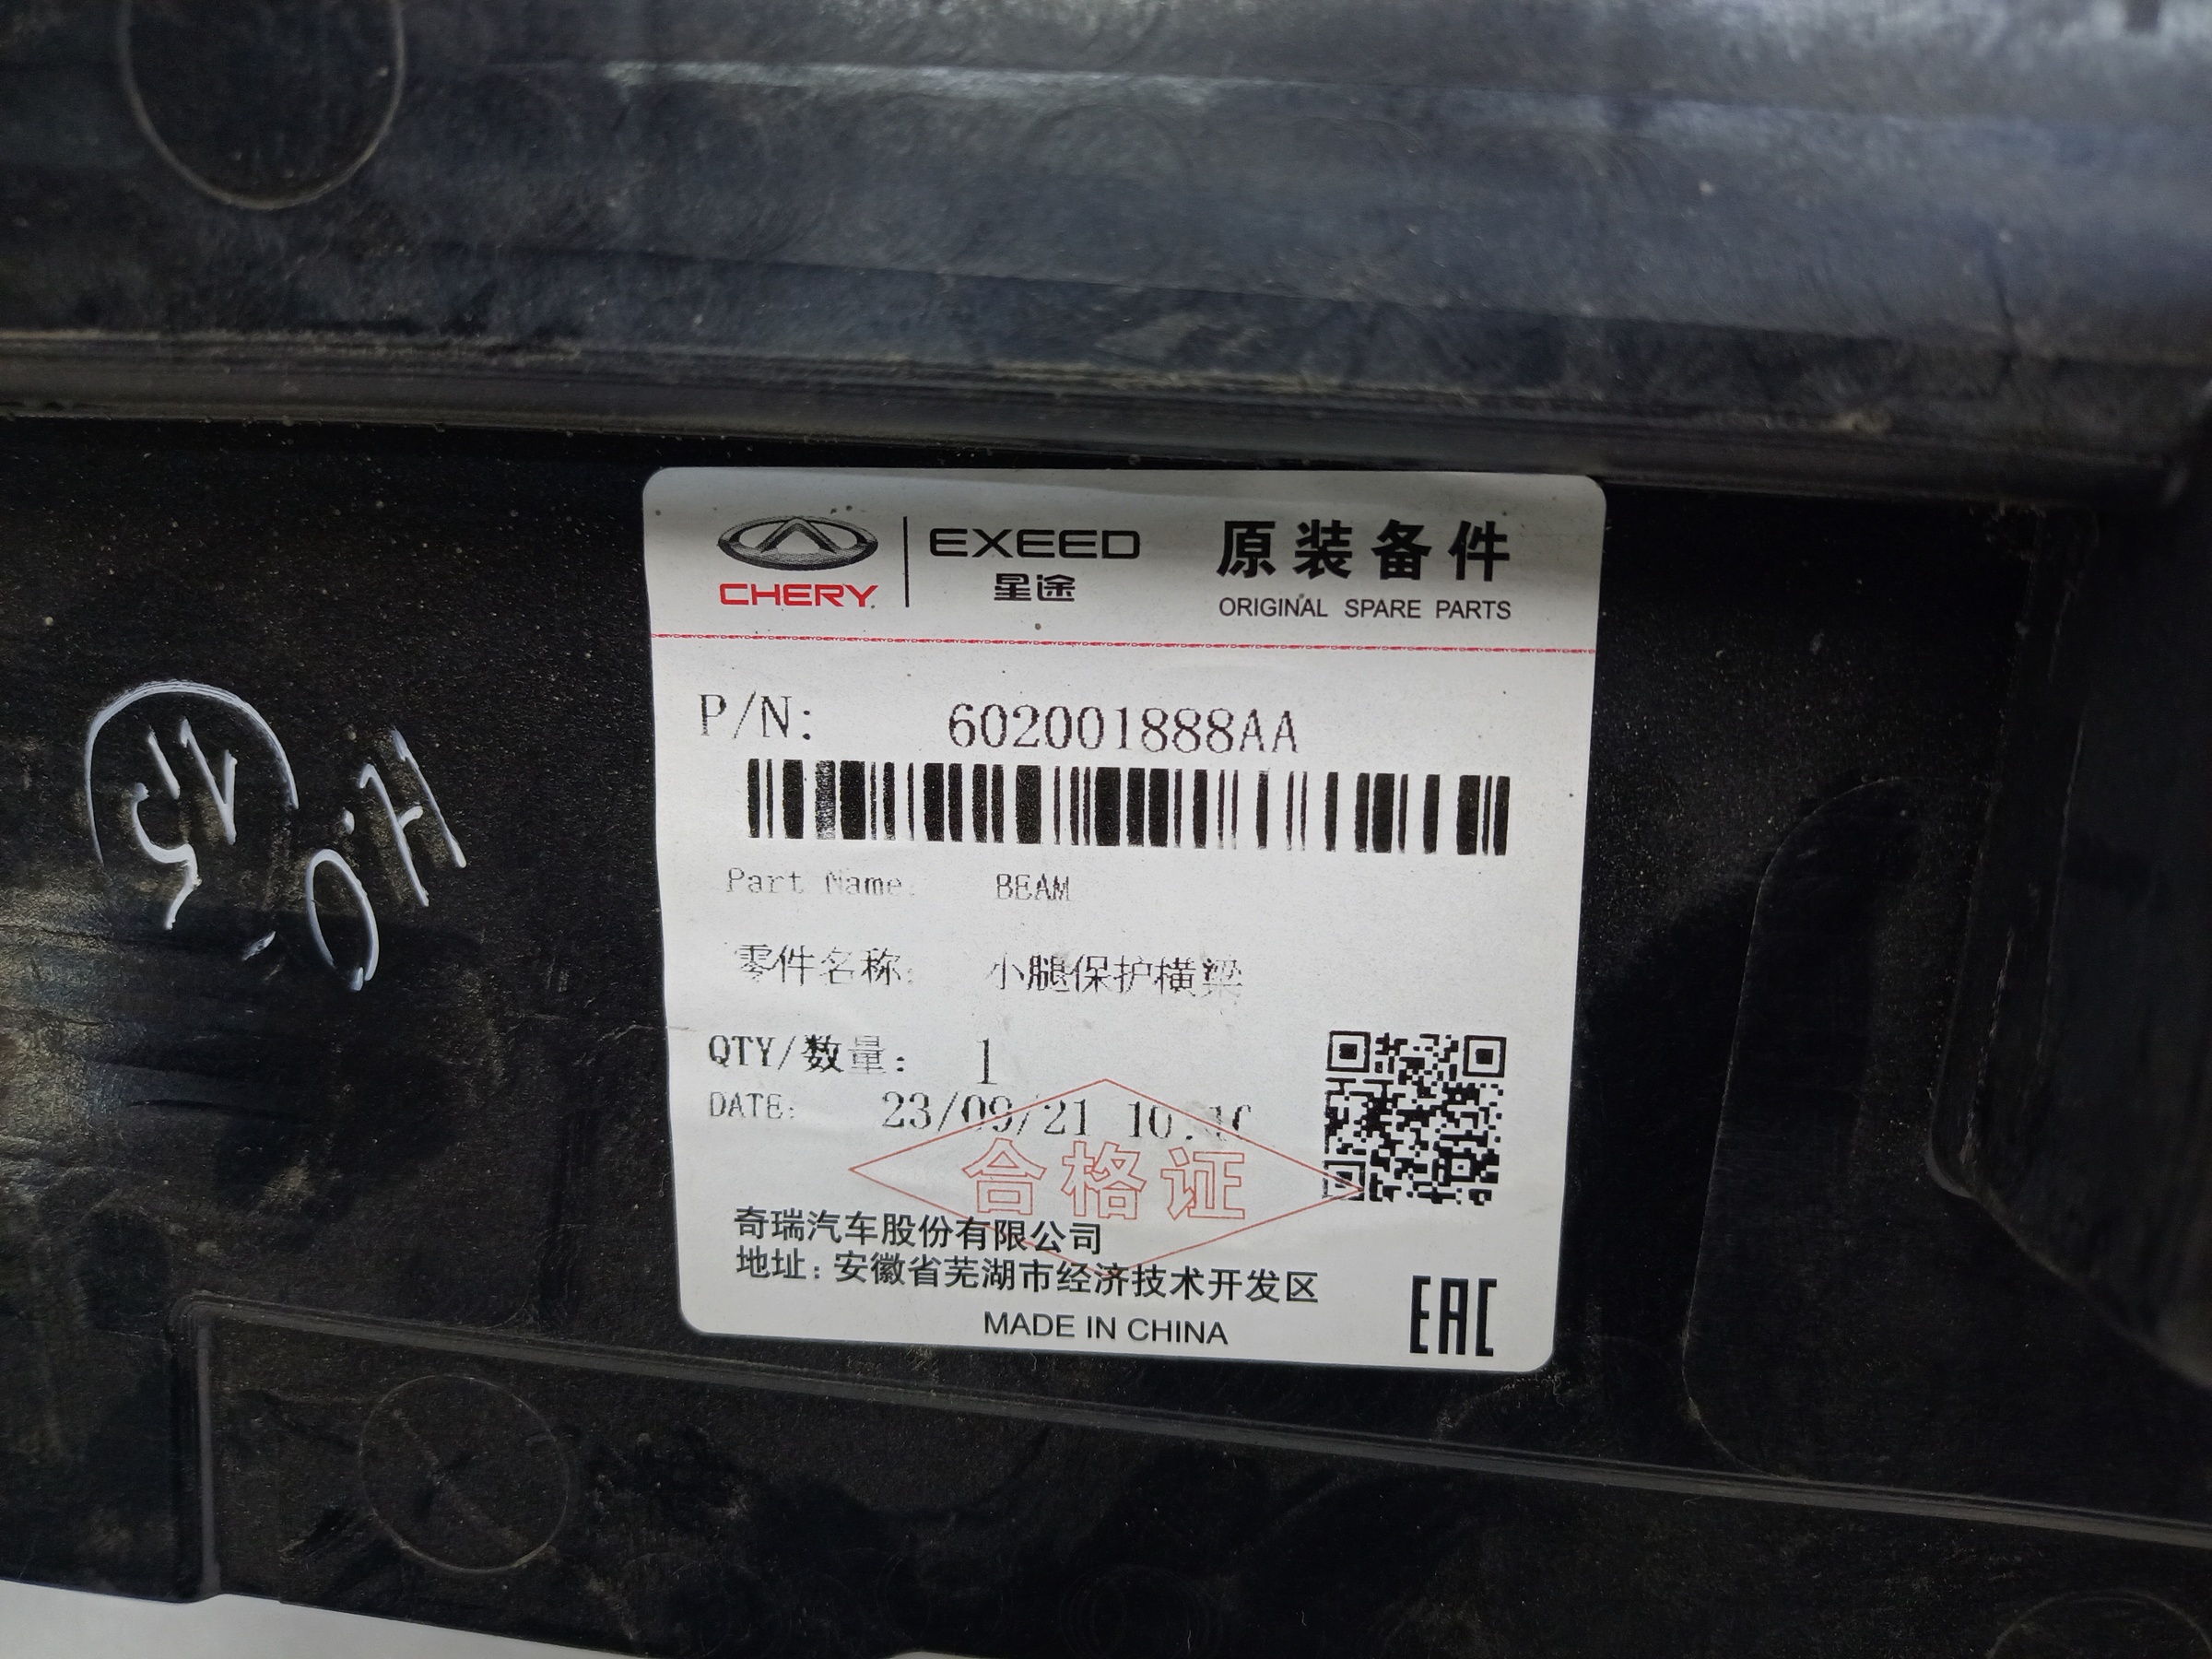 CHERY
EXEED
星途
原装备件
ORIGINAL SPARE PARTS
P/N: 602001888AA
Part Name: BEAM
零件名称: 小腿保护横梁
QTY/数量: 1
DATE: 23/09/21
合格证
奇瑞汽车股份有限公司
地址：安徽省芜湖市经济技术开发区
MADE IN CHINA
EAC
15